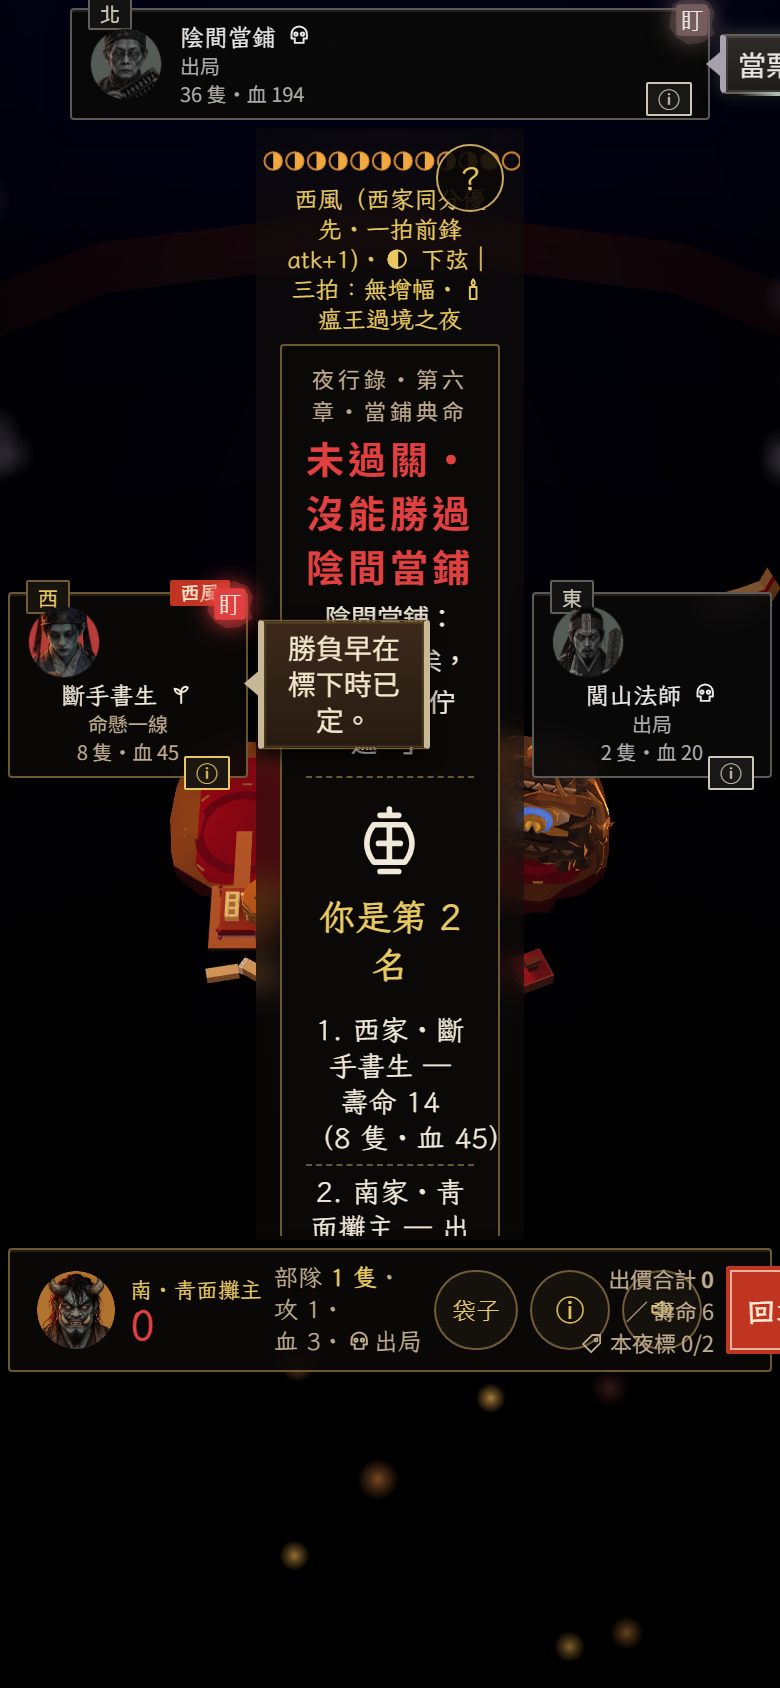 北
陰間當鋪
出局
36 隻・血 194
盯
當票
?
西風（西家同分優
先・一拍前鋒
atk+1)・ 下弦 |
三拍：無增幅・
瘟王過境之夜
夜行錄・第六
章・當鋪典命
未過關・
沒能勝過
陰間當鋪
陰間當鋪：
西
西風
盯
斷手書生
命懸一線
8 隻・血 45
勝負早在
標下時已
定。
東
閭山法師
出局
2 隻・血 20
你是第 2
名
1. 西家・斷
手書生 —
壽命 14
(8 隻・血 45)
2. 南家・青
面攤主 — 出
南・青面攤主
0
部隊 1 隻・
攻 1・
血 3・ 出局
袋子
出價合計 0
／壽命 6
本夜標 0/2
回